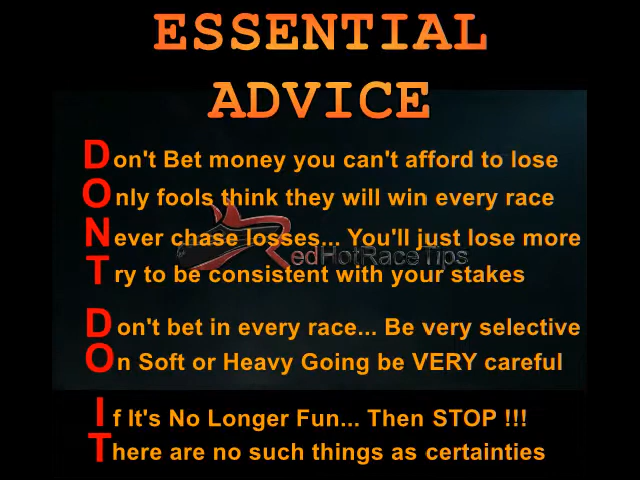 ESSENTIAL
ADVICE
Don't Bet money you can't afford to lose
Only fools think they will win every race
Never chase losses... You'll just lose more
RedHotRaceTips
Try to be consistent with your stakes
Don't bet in every race... Be very selective
On Soft or Heavy Going be VERY careful
If It's No Longer Fun... Then STOP !!!
There are no such things as certainties